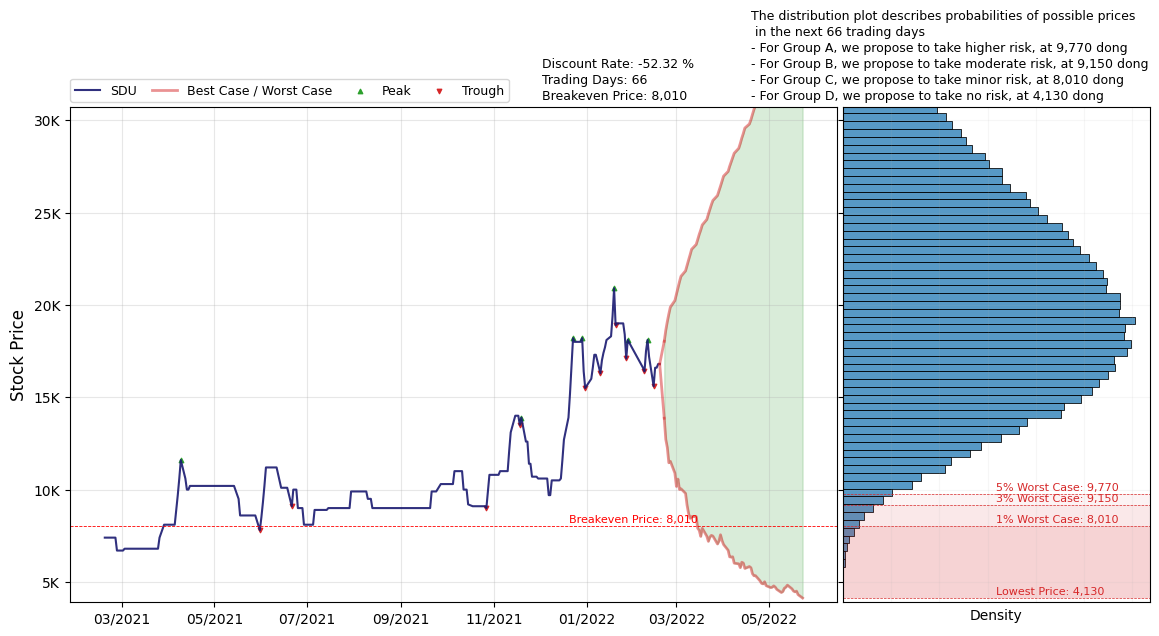 The distribution plot describes probabilities of possible prices
in the next 66 trading days
- For Group A, we propose to take higher risk, at 9,770 dong
- For Group B, we propose to take moderate risk, at 9,150 dong
- For Group C, we propose to take minor risk, at 8,010 dong
- For Group D, we propose to take no risk, at 4,130 dong
Discount Rate: -52.32 %
Trading Days: 66
Breakeven Price: 8,010
SDU
Best Case / Worst Case
Peak
Trough
Stock Price
30K
25K
20K
15K
10K
5K
Breakeven Price: 8,010
5% Worst Case: 9,770
3% Worst Case: 9,150
1% Worst Case: 8,010
Lowest Price: 4,130
03/2021
05/2021
07/2021
09/2021
11/2021
01/2022
03/2022
05/2022
Density